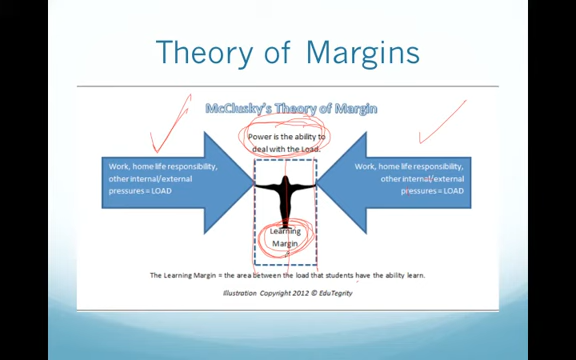 Theory of Margins
McClusky's Theory of Margin
Power is the ability to
deal with the Load.
Work, home life responsibility,
other internal/external
pressures = LOAD
Work, home life responsibility,
other internal/external
pressures = LOAD
Learning
Margin
The Learning Margin = the area between the load that students have the ability learn.
Illustration Copyright 2012 © EduTegrity